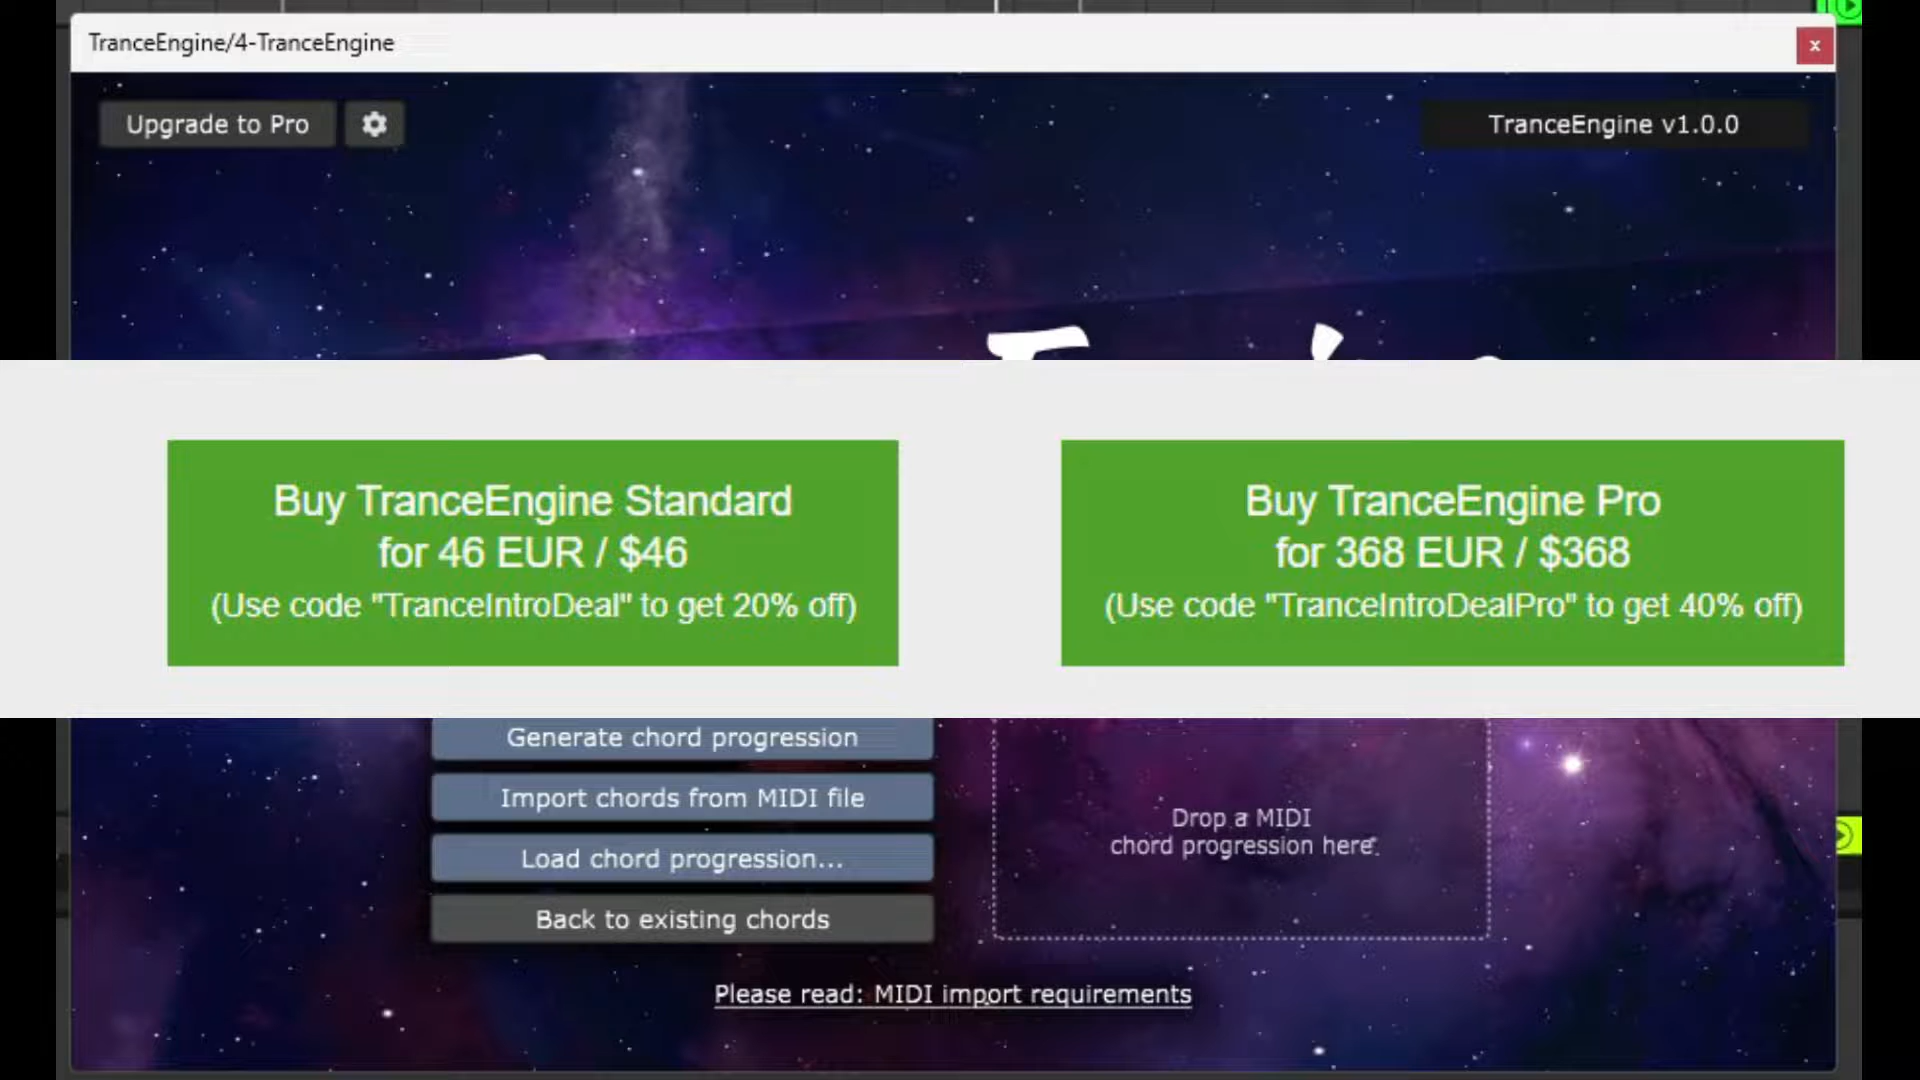 TranceEngine/4-TranceEngine
x
Upgrade to Pro
TranceEngine v1.0.0
Buy TranceEngine Standard
for 46 EUR / $46
(Use code "TranceIntroDeal" to get 20% off)
Buy TranceEngine Pro
for 368 EUR / $368
(Use code "TranceIntroDealPro" to get 40% off)
Generate chord progression
Import chords from MIDI file
Load chord progression...
Back to existing chords
Drop a MIDI
chord progression here.
Please read: MIDI import requirements